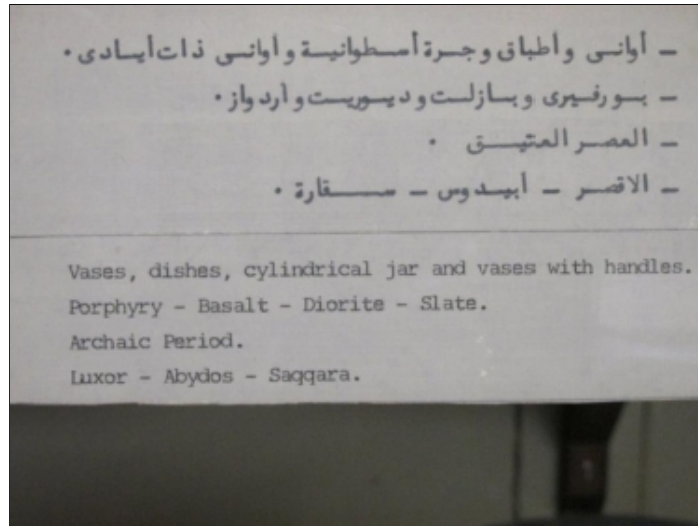 — أوانى وأطباق وجرة أسطوانية وأوانى ذات أيادى .
— بورفيرى وبازلت وديوريت وأردواز .
— العصر العتيق .
— الاقصر — أبيدوس — سقارة .
Vases, dishes, cylindrical jar and vases with handles.
Porphyry - Basalt - Diorite - Slate.
Archaic Period.
Luxor - Abydos - Saqqara.